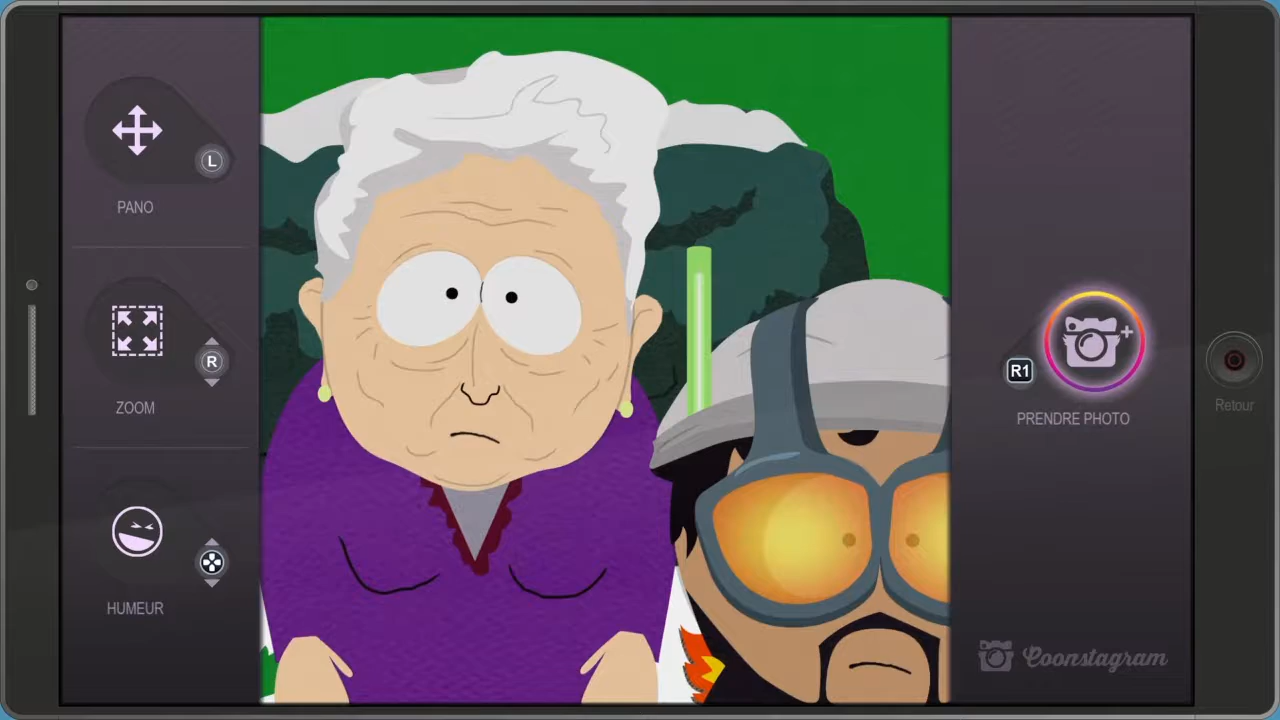 L
PANO
R
ZOOM
HUMEUR
R1
PRENDRE PHOTO
Retour
Coonstagram